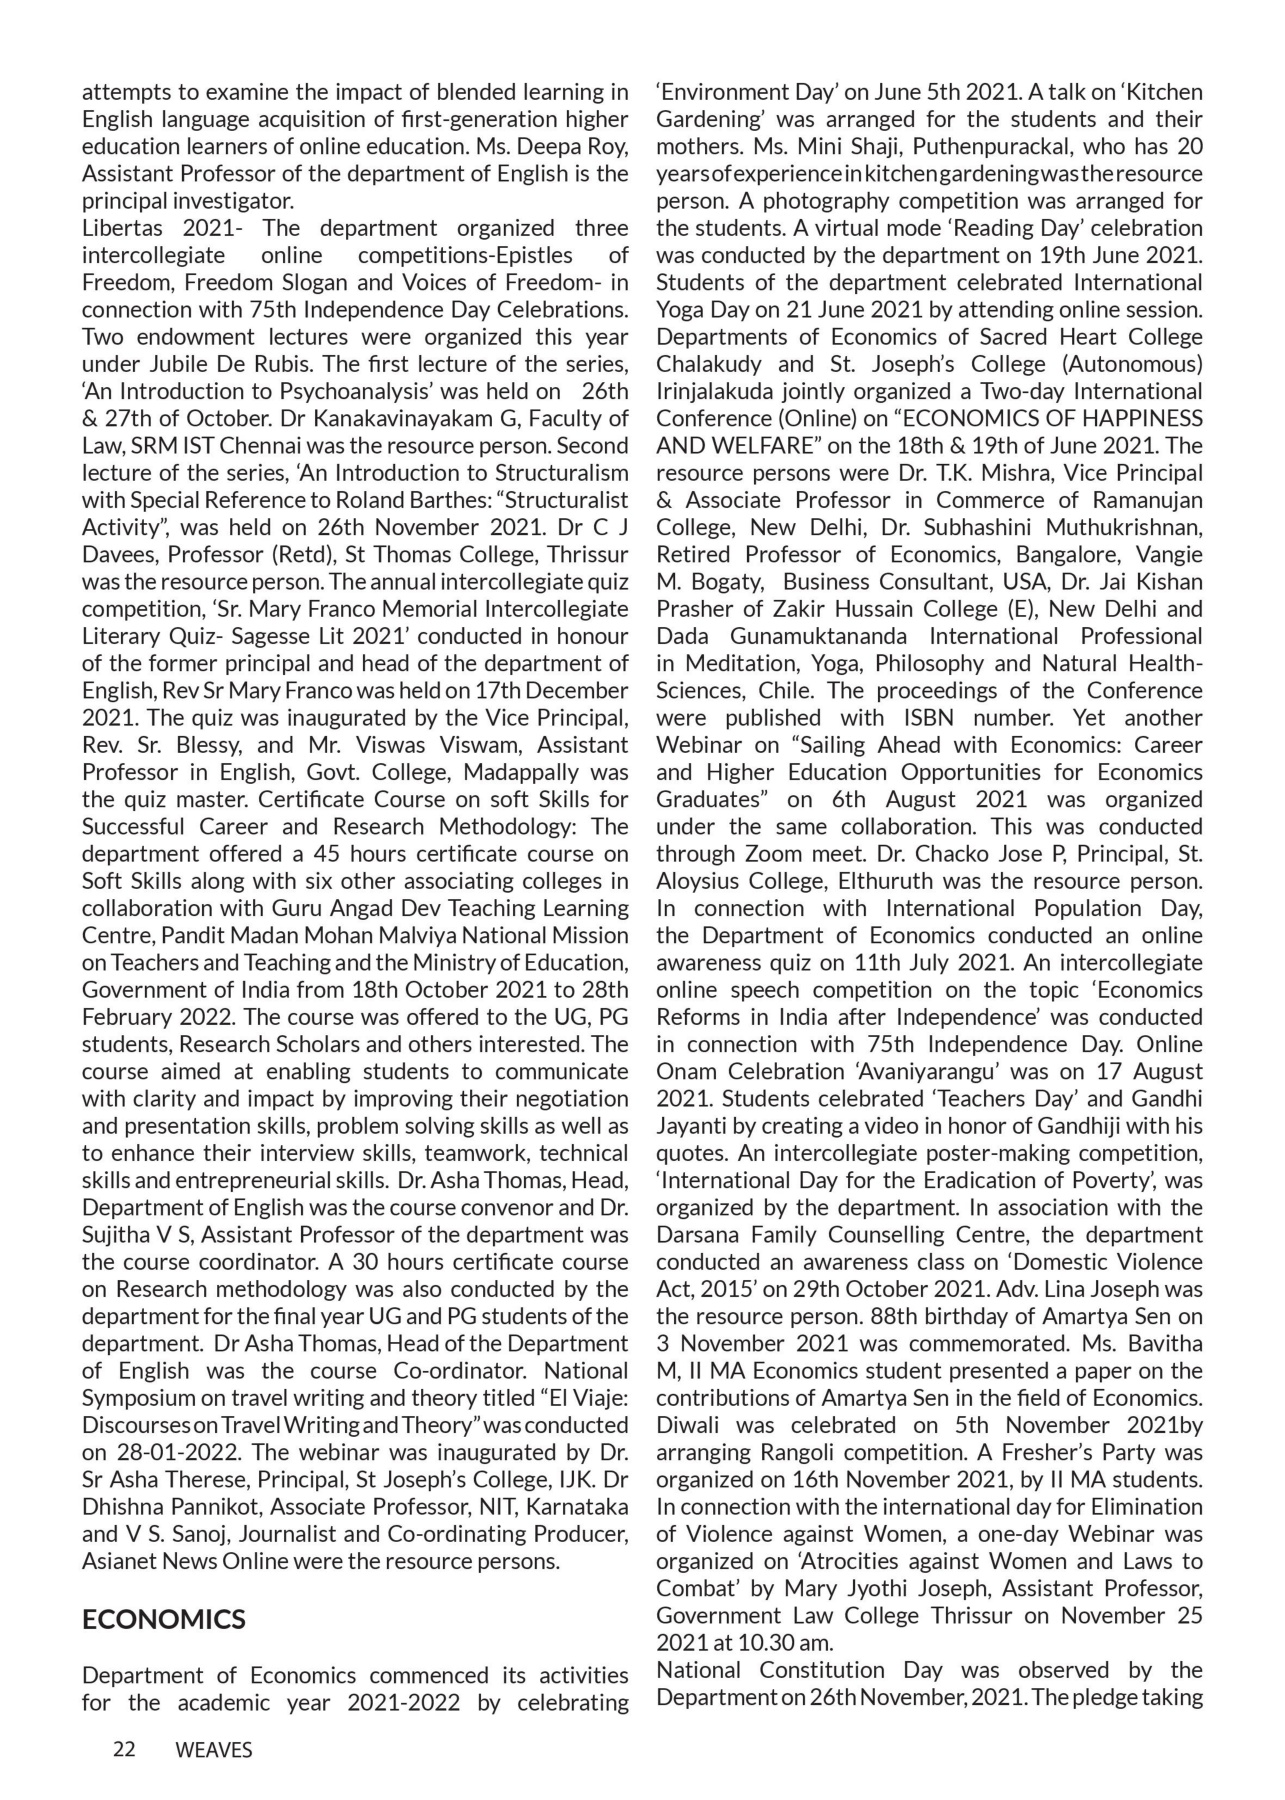 attempts to examine the impact of blended learning in
English language acquisition of first-generation higher
education learners of online education. Ms. Deepa Roy,
Assistant Professor of the department of English is the
principal investigator.
Libertas 2021- The department organized three
intercollegiate online competitions-Epistles of
Freedom, Freedom Slogan and Voices of Freedom- in
connection with 75th Independence Day Celebrations.
Two endowment lectures were organized this year
under Jubile De Rubis. The first lecture of the series,
‘An Introduction to Psychoanalysis’ was held on 26th
& 27th of October. Dr Kanakavinayakam G, Faculty of
Law, SRM IST Chennai was the resource person. Second
lecture of the series, ‘An Introduction to Structuralism
with Special Reference to Roland Barthes: “Structuralist
Activity”, was held on 26th November 2021. Dr C J
Davees, Professor (Retd), St Thomas College, Thrissur
was the resource person. The annual intercollegiate quiz
competition, ‘Sr. Mary Franco Memorial Intercollegiate
Literary Quiz- Sagesse Lit 2021’ conducted in honour
of the former principal and head of the department of
English, Rev Sr Mary Franco was held on 17th December
2021. The quiz was inaugurated by the Vice Principal,
Rev. Sr. Blessy, and Mr. Viswas Viswam, Assistant
Professor in English, Govt. College, Madappally was
the quiz master. Certificate Course on soft Skills for
Successful Career and Research Methodology: The
department offered a 45 hours certificate course on
Soft Skills along with six other associating colleges in
collaboration with Guru Angad Dev Teaching Learning
Centre, Pandit Madan Mohan Malviya National Mission
on Teachers and Teaching and the Ministry of Education,
Government of India from 18th October 2021 to 28th
February 2022. The course was offered to the UG, PG
students, Research Scholars and others interested. The
course aimed at enabling students to communicate
with clarity and impact by improving their negotiation
and presentation skills, problem solving skills as well as
to enhance their interview skills, teamwork, technical
skills and entrepreneurial skills. Dr. Asha Thomas, Head,
Department of English was the course convenor and Dr.
Sujitha V S, Assistant Professor of the department was
the course coordinator. A 30 hours certificate course
on Research methodology was also conducted by the
department for the final year UG and PG students of the
department. Dr Asha Thomas, Head of the Department
of English was the course Co-ordinator. National
Symposium on travel writing and theory titled “El Viaje:
Discourses on Travel Writing and Theory” was conducted
on 28-01-2022. The webinar was inaugurated by Dr.
Sr Asha Therese, Principal, St Joseph’s College, IJK. Dr
Dhishna Pannikot, Associate Professor, NIT, Karnataka
and V S. Sanoj, Journalist and Co-ordinating Producer,
Asianet News Online were the resource persons.
ECONOMICS
Department of Economics commenced its activities
for the academic year 2021-2022 by celebrating
‘Environment Day’ on June 5th 2021. A talk on ‘Kitchen
Gardening’ was arranged for the students and their
mothers. Ms. Mini Shaji, Puthenpurackal, who has 20
years of experience in kitchen gardening was the resource
person. A photography competition was arranged for
the students. A virtual mode ‘Reading Day’ celebration
was conducted by the department on 19th June 2021.
Students of the department celebrated International
Yoga Day on 21 June 2021 by attending online session.
Departments of Economics of Sacred Heart College
Chalakudy and St. Joseph’s College (Autonomous)
Irinjalakuda jointly organized a Two-day International
Conference (Online) on “ECONOMICS OF HAPPINESS
AND WELFARE” on the 18th & 19th of June 2021. The
resource persons were Dr. T.K. Mishra, Vice Principal
& Associate Professor in Commerce of Ramanujan
College, New Delhi, Dr. Subhashini Muthukrishnan,
Retired Professor of Economics, Bangalore, Vangie
M. Bogaty, Business Consultant, USA, Dr. Jai Kishan
Prasher of Zakir Hussain College (E), New Delhi and
Dada Gunamuktananda International Professional
in Meditation, Yoga, Philosophy and Natural Health-
Sciences, Chile. The proceedings of the Conference
were published with ISBN number. Yet another
Webinar on “Sailing Ahead with Economics: Career
and Higher Education Opportunities for Economics
Graduates” on 6th August 2021 was organized
under the same collaboration. This was conducted
through Zoom meet. Dr. Chacko Jose P, Principal, St.
Aloysius College, Elthuruth was the resource person.
In connection with International Population Day,
the Department of Economics conducted an online
awareness quiz on 11th July 2021. An intercollegiate
online speech competition on the topic ‘Economics
Reforms in India after Independence’ was conducted
in connection with 75th Independence Day. Online
Onam Celebration ‘Avaniyarangu’ was on 17 August
2021. Students celebrated ‘Teachers Day’ and Gandhi
Jayanti by creating a video in honor of Gandhiji with his
quotes. An intercollegiate poster-making competition,
‘International Day for the Eradication of Poverty’, was
organized by the department. In association with the
Darsana Family Counselling Centre, the department
conducted an awareness class on ‘Domestic Violence
Act, 2015’ on 29th October 2021. Adv. Lina Joseph was
the resource person. 88th birthday of Amartya Sen on
3 November 2021 was commemorated. Ms. Bavitha
M, II MA Economics student presented a paper on the
contributions of Amartya Sen in the field of Economics.
Diwali was celebrated on 5th November 2021by
arranging Rangoli competition. A Fresher’s Party was
organized on 16th November 2021, by II MA students.
In connection with the international day for Elimination
of Violence against Women, a one-day Webinar was
organized on ‘Atrocities against Women and Laws to
Combat’ by Mary Jyothi Joseph, Assistant Professor,
Government Law College Thrissur on November 25
2021 at 10.30 am.
National Constitution Day was observed by the
Department on 26th November, 2021. The pledge taking
22 WEAVES